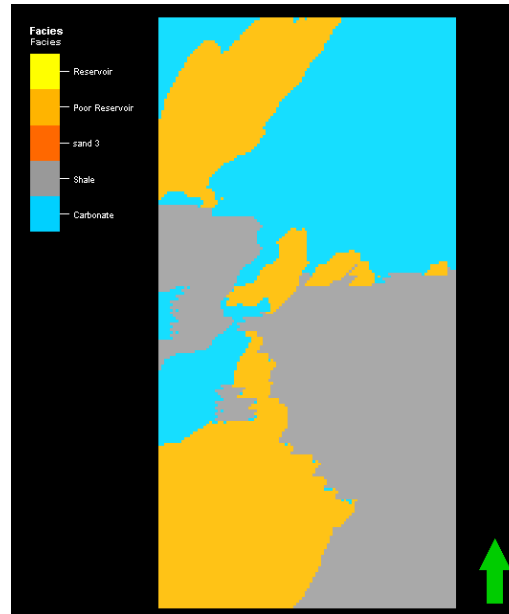 Facies
Facies
Reservoir
Poor Reservoir
sand 3
Shale
Carbonate